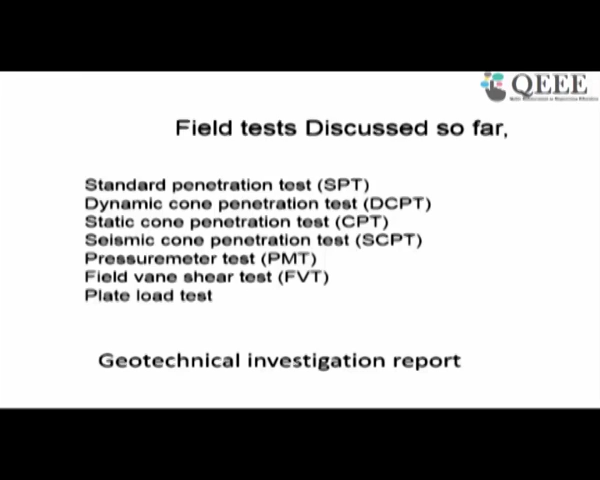 QEEE
Field tests Discussed so far,
Standard penetration test (SPT)
Dynamic cone penetration test (DCPT)
Static cone penetration test (CPT)
Seismic cone penetration test (SCPT)
Pressuremeter test (PMT)
Field vane shear test (FVT)
Plate load test
Geotechnical investigation report